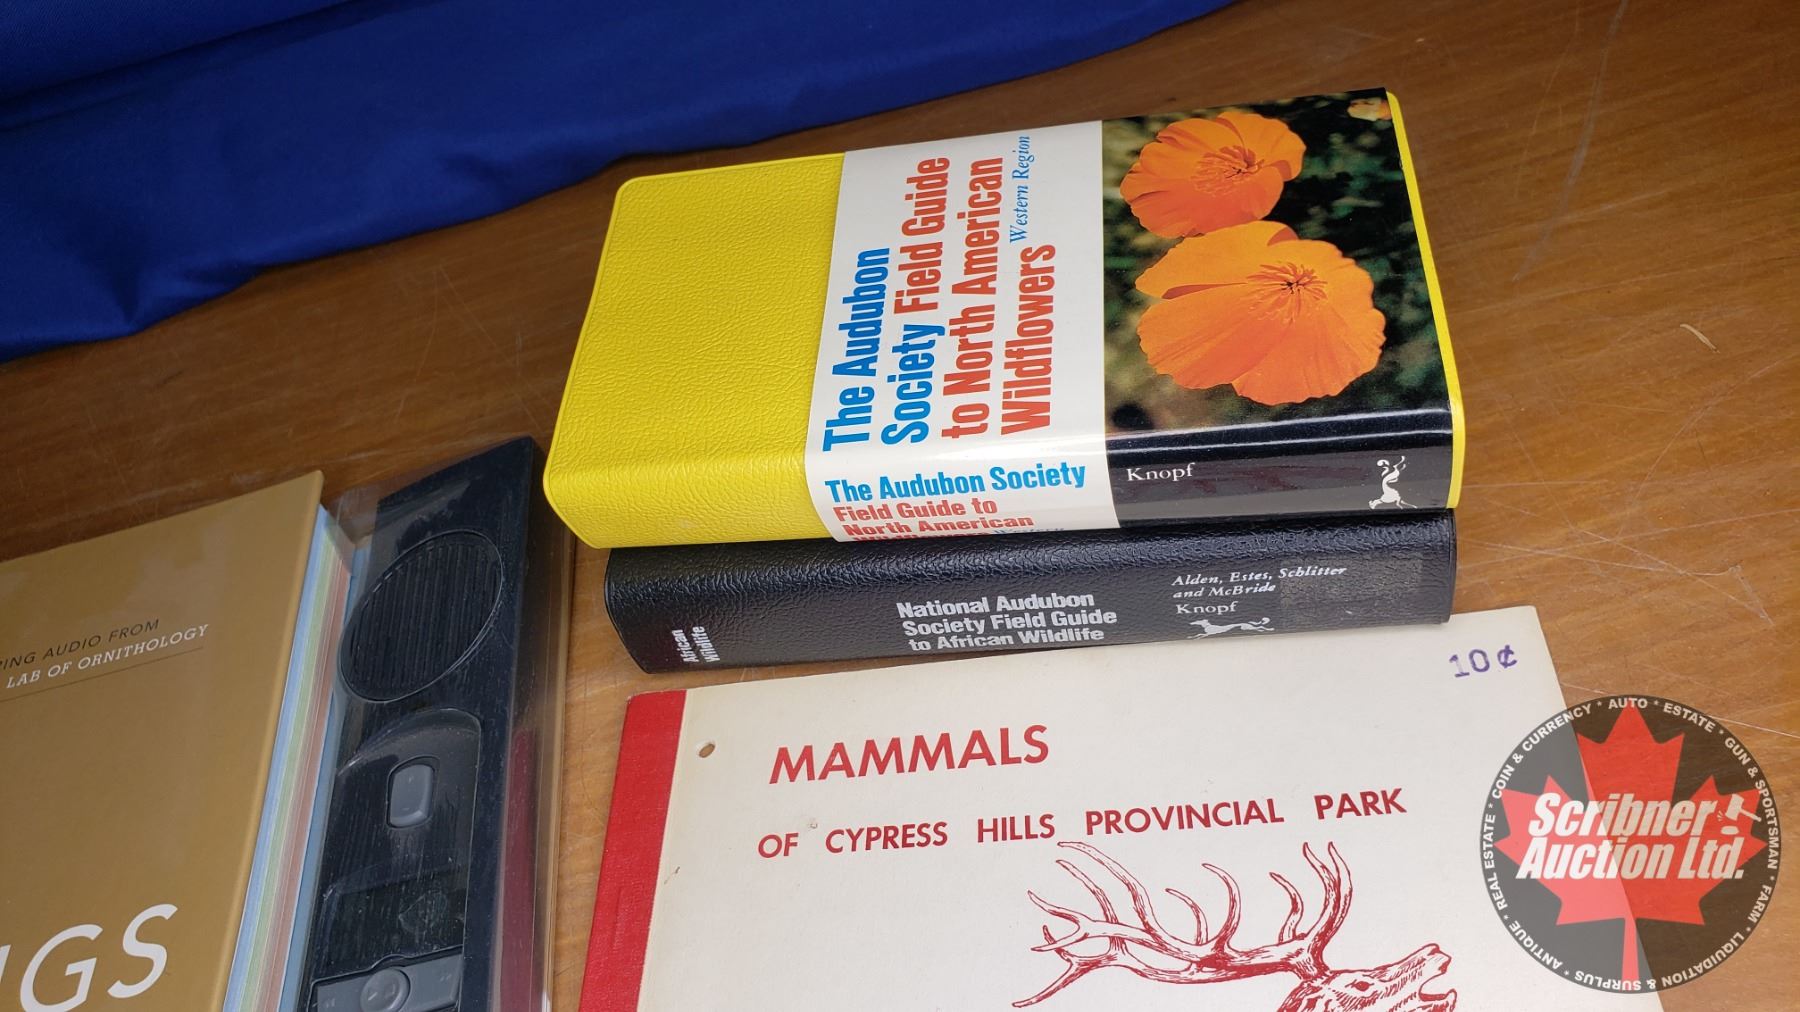 The Audubon
Society Field Guide
to North American
Wildflowers Western Region
The Audubon Society
Field Guide to
North American
Western
Knopf
Alden, Estes, Schlitter
and McBride
Knopf
National Audubon
Society Field Guide
to African Wildlife
African
Wildlife
AUDIO FROM
LAB OF ORNITHOLOGY
10¢
MAMMALS
OF CYPRESS HILLS PROVINCIAL PARK
Scribner
Auction Ltd.
ANTIQUE * REAL ESTATE * COIN & CURRENCY * AUTO * ESTATE * GUN & SPORTSMAN * FARM * LIQUIDATION & SURPLUS *